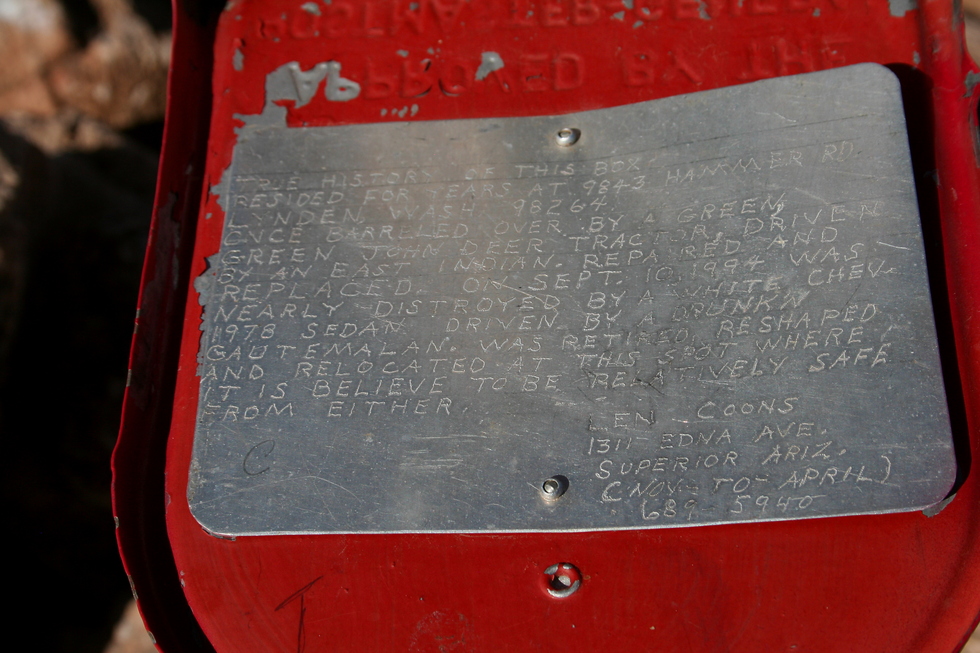 POSTMASTER GENERAL
APPROVED BY THE
TRUE HISTORY OF THIS BOX.
RESIDED FOR YEARS AT 9843 HAMMER RD.
LYNDEN, WASH. 98264.
ONCE BARRELED OVER BY A GREEN,
GREEN JOHN DEER TRACTOR, DRIVEN
BY AN EAST INDIAN. REPARED AND
REPLACED. ON SEPT. 10, 1994 WAS
NEARLY DISTROYED BY A WHITE CHEV.
1978 SEDAN DRIVEN BY A DRUNKN
GAUTEMALAN. WAS RETIRED, RESHAPED
AND RELOCATED AT THIS SPOT WHERE
IT IS BELIEVE TO BE RELATIVELY SAFE
FROM EITHER.
LEN COONS
1311 EDNA AVE.
SUPERIOR ARIZ.
(NOV. TO APRIL)
689-5940
C